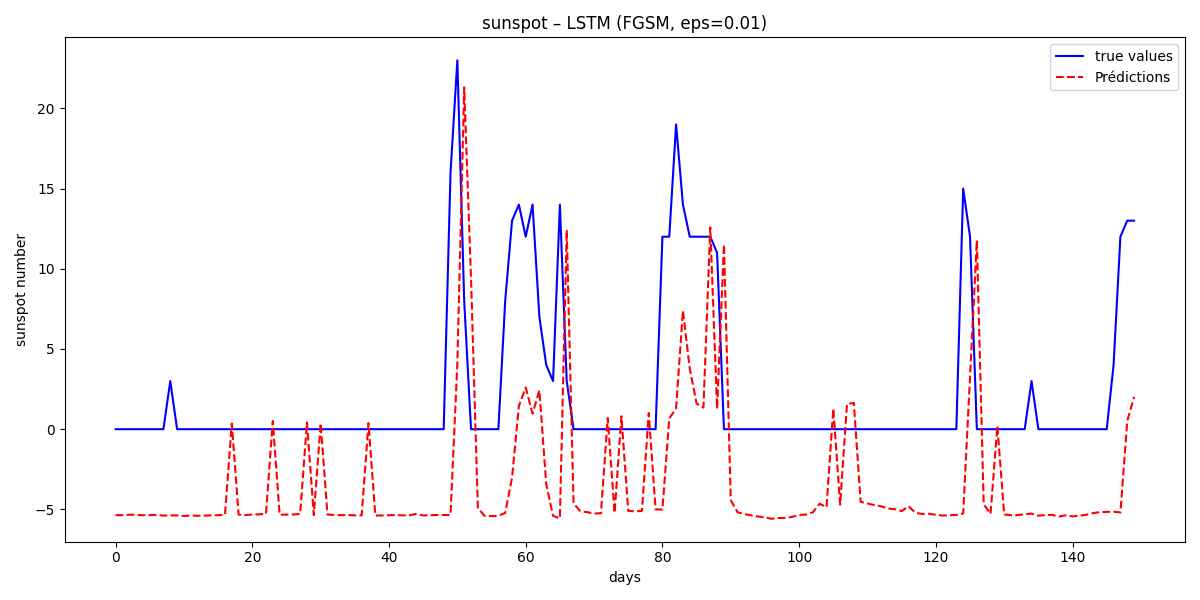 sunspot – LSTM (FGSM, eps=0.01)
true values
Prédictions
sunspot number
20
15
10
5
0
−5
0 20 40 60 80 100 120 140
days